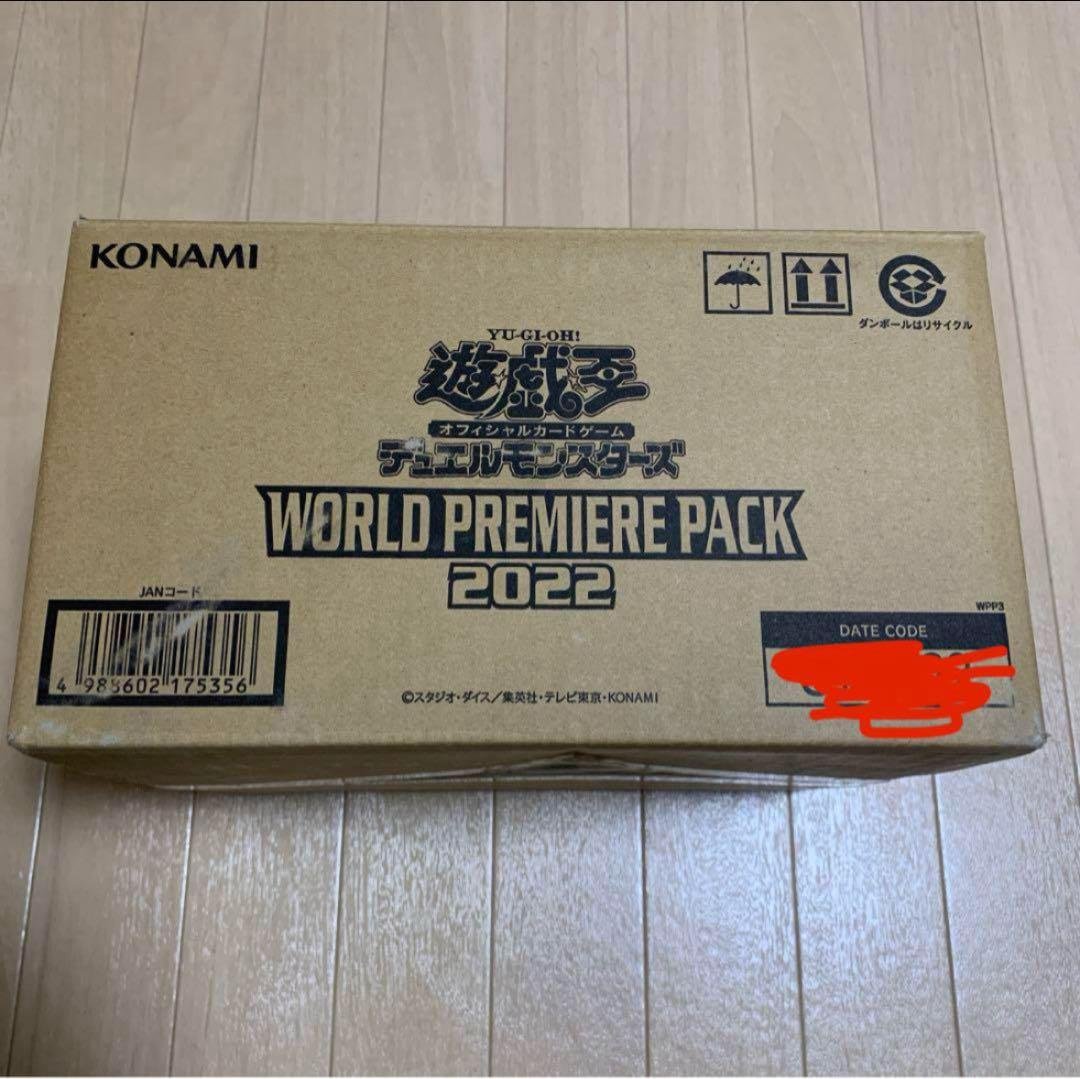 KONAMI
ダンボールはリサイクル
YU-GI-OH!
遊☆戯☆王
オフィシャルカードゲーム
デュエルモンスターズ
WORLD PREMIERE PACK
2022
JANコード
4 988602 175356
WPP3
DATE CODE
©スタジオ・ダイス/集英社・テレビ東京・KONAMI